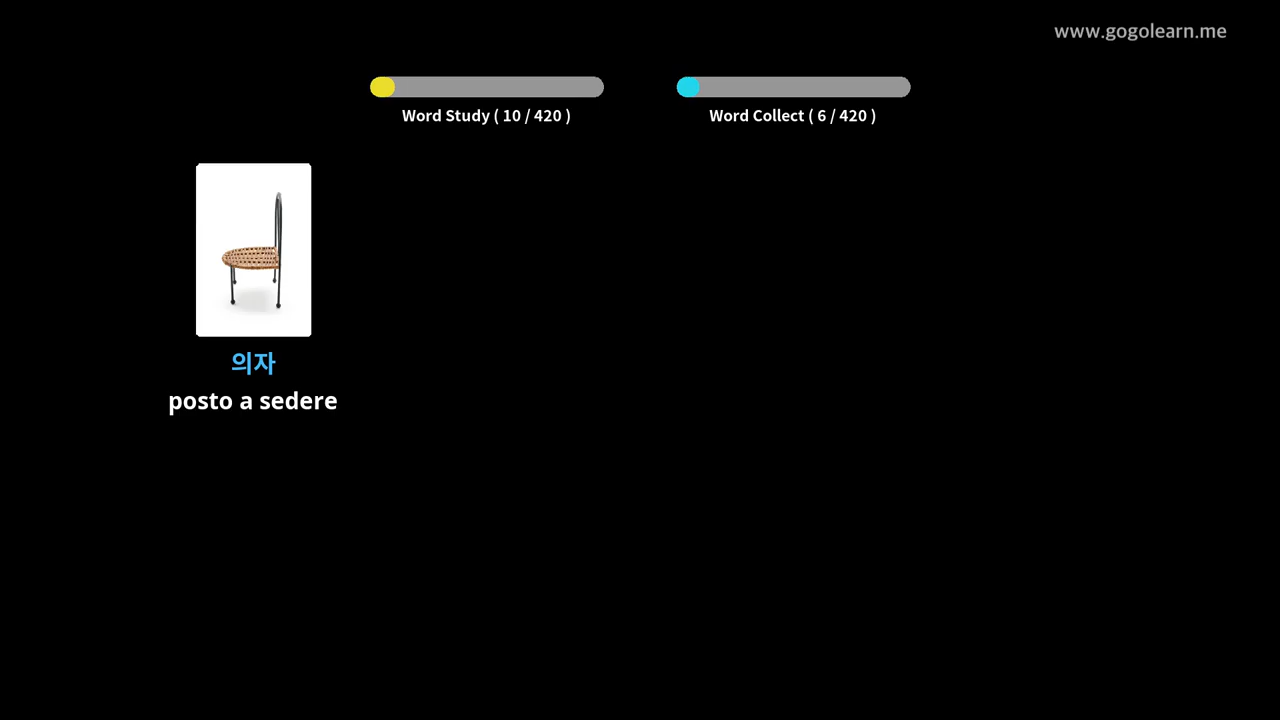 www.gogolearn.me
Word Study ( 10 / 420 )
Word Collect ( 6 / 420 )
의자
posto a sedere